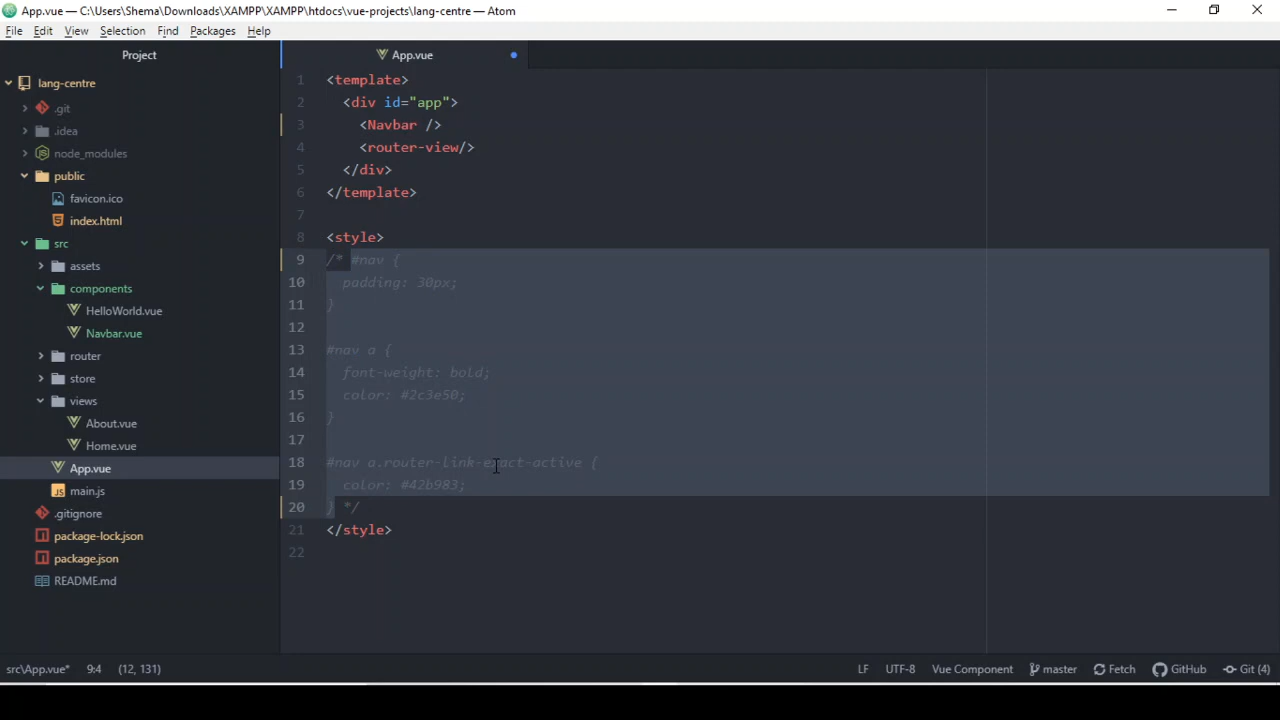 App.vue — C:\Users\Shema\Downloads\XAMPP\XAMPP\htdocs\vue-projects\lang-centre — Atom
File Edit View Selection Find Packages Help
Project
lang-centre
.git
.idea
node_modules
public
favicon.ico
index.html
src
assets
components
HelloWorld.vue
Navbar.vue
router
store
views
About.vue
Home.vue
App.vue
main.js
.gitignore
package-lock.json
package.json
README.md
App.vue
1 <template>
2 <div id="app">
3 <Navbar />
4 <router-view/>
5 </div>
6 </template>
7
8 <style>
9 /* #nav {
10 padding: 30px;
11 }
12
13 #nav a {
14 font-weight: bold;
15 color: #2c3e50;
16 }
17
18 #nav a.router-link-exact-active {
19 color: #42b983;
20 } */
21 </style>
22
src\App.vue* 9:4 (12, 131) LF UTF-8 Vue Component master Fetch GitHub Git (4)